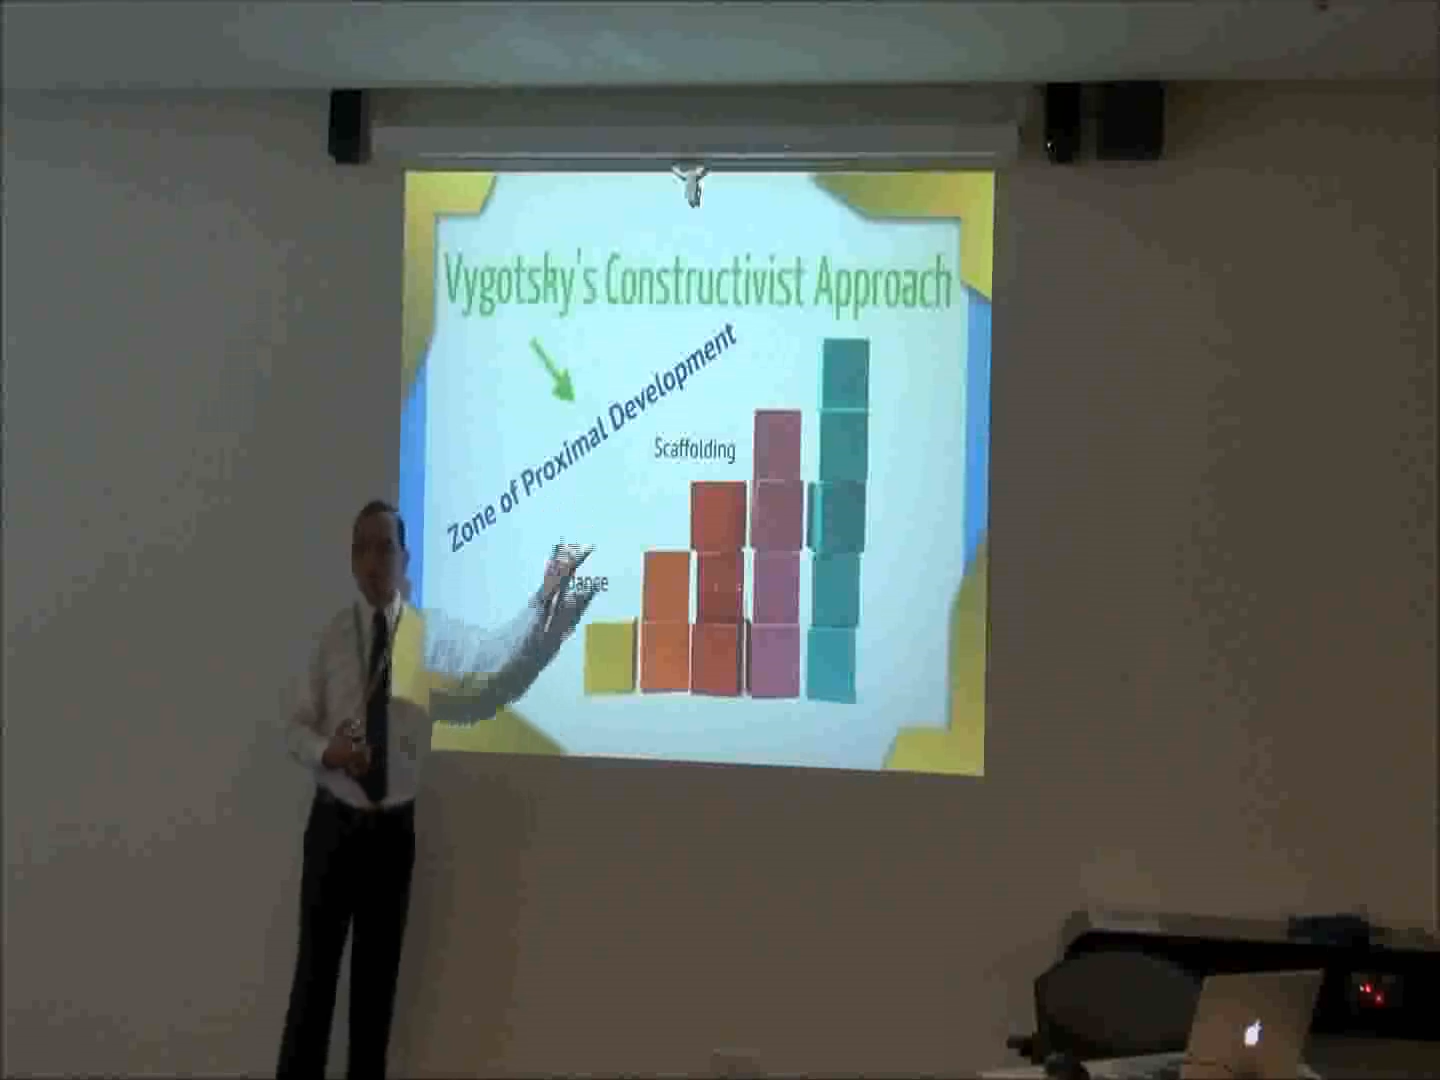 Vygotsky's Constructivist Approach
Zone of Proximal Development
Scaffolding